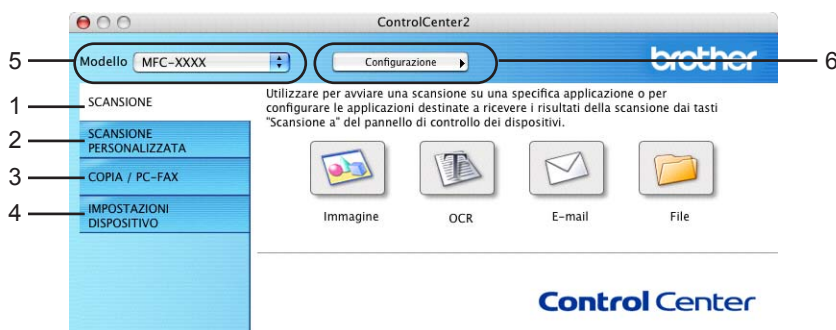 ControlCenter2
5
Modello MFC-XXXX
Configurazione
6
brother
1
SCANSIONE
2
SCANSIONE
PERSONALIZZATA
3
COPIA / PC-FAX
4
IMPOSTAZIONI
DISPOSITIVO
Utilizzare per avviare una scansione su una specifica applicazione o per
configurare le applicazioni destinate a ricevere i risultati della scansione dai tasti
"Scansione a" del pannello di controllo dei dispositivi.
Immagine
OCR
E-mail
File
Control Center